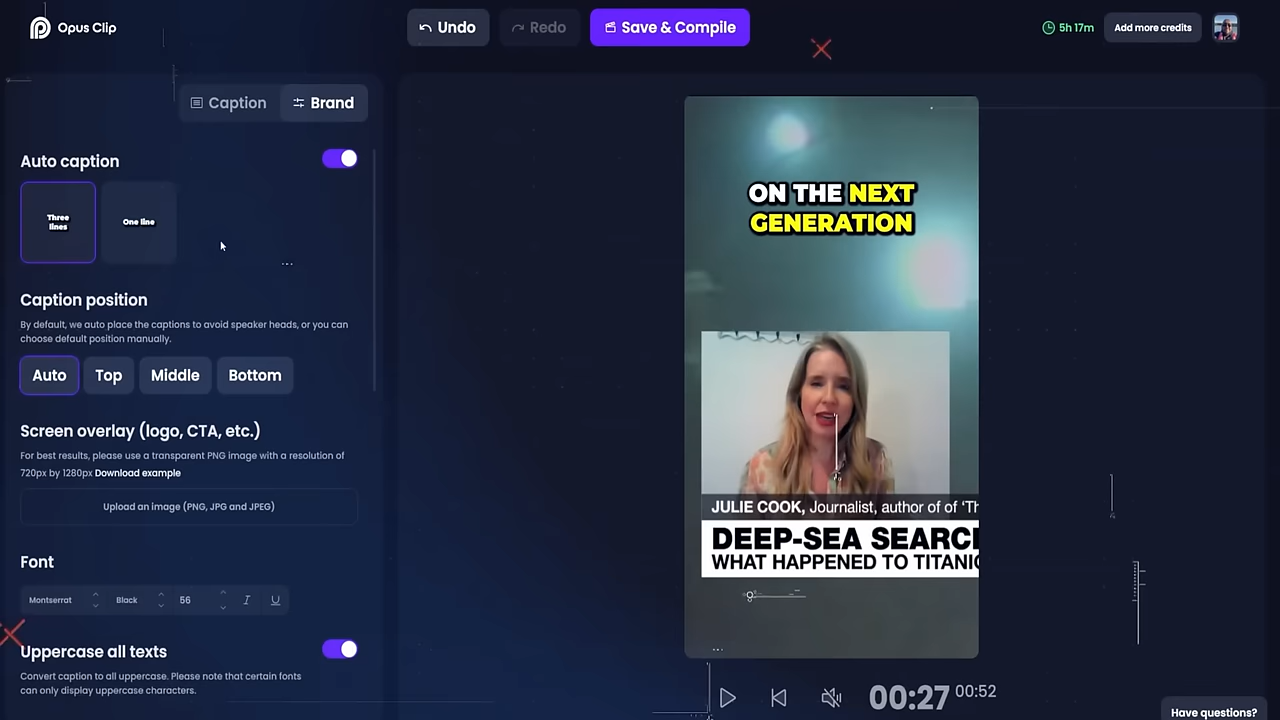 Opus Clip
Undo
Redo
Save & Compile
5h 17m
Add more credits
Caption
Brand
Auto caption
Three
lines
One line
Caption position
By default, we auto place the captions to avoid speaker heads, or you can
choose default position manually.
Auto
Top
Middle
Bottom
Screen overlay (logo, CTA, etc.)
For best results, please use a transparent PNG image with a resolution of
720px by 1280px Download example
Upload an image (PNG, JPG and JPEG)
Font
Montserrat
Black
56
I
U
Uppercase all texts
Convert caption to all uppercase. Please note that certain fonts
can only display uppercase characters.
ON THE NEXT
GENERATION
JULIE COOK, Journalist, author of of 'Th
DEEP-SEA SEARCH
WHAT HAPPENED TO TITANIC
00:27 00:52
Have questions?